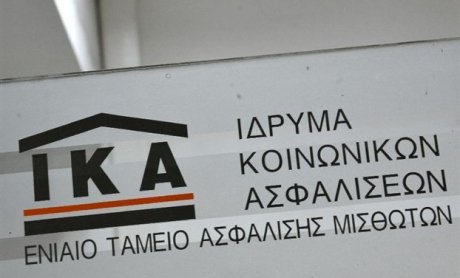 ΙΚΑ
ΙΔΡΥΜΑ
ΚΟΙΝΩΝΙΚΩΝ
ΑΣΦΑΛΙΣΕΩΝ
ΕΝΙΑΙΟ ΤΑΜΕΙΟ ΑΣΦΑΛΙΣΗΣ ΜΙΣΘΩΤΩΝ